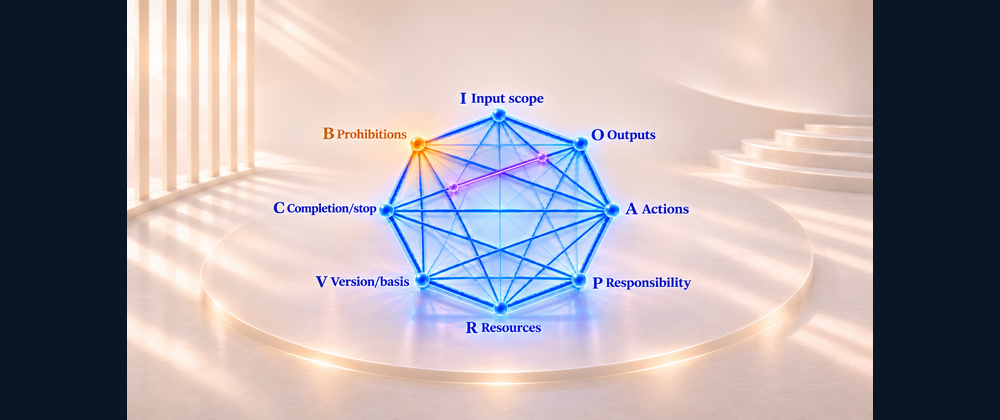 I Input scope
B Prohibitions
O Outputs
C Completion/stop
A Actions
V Version/basis
P Responsibility
R Resources